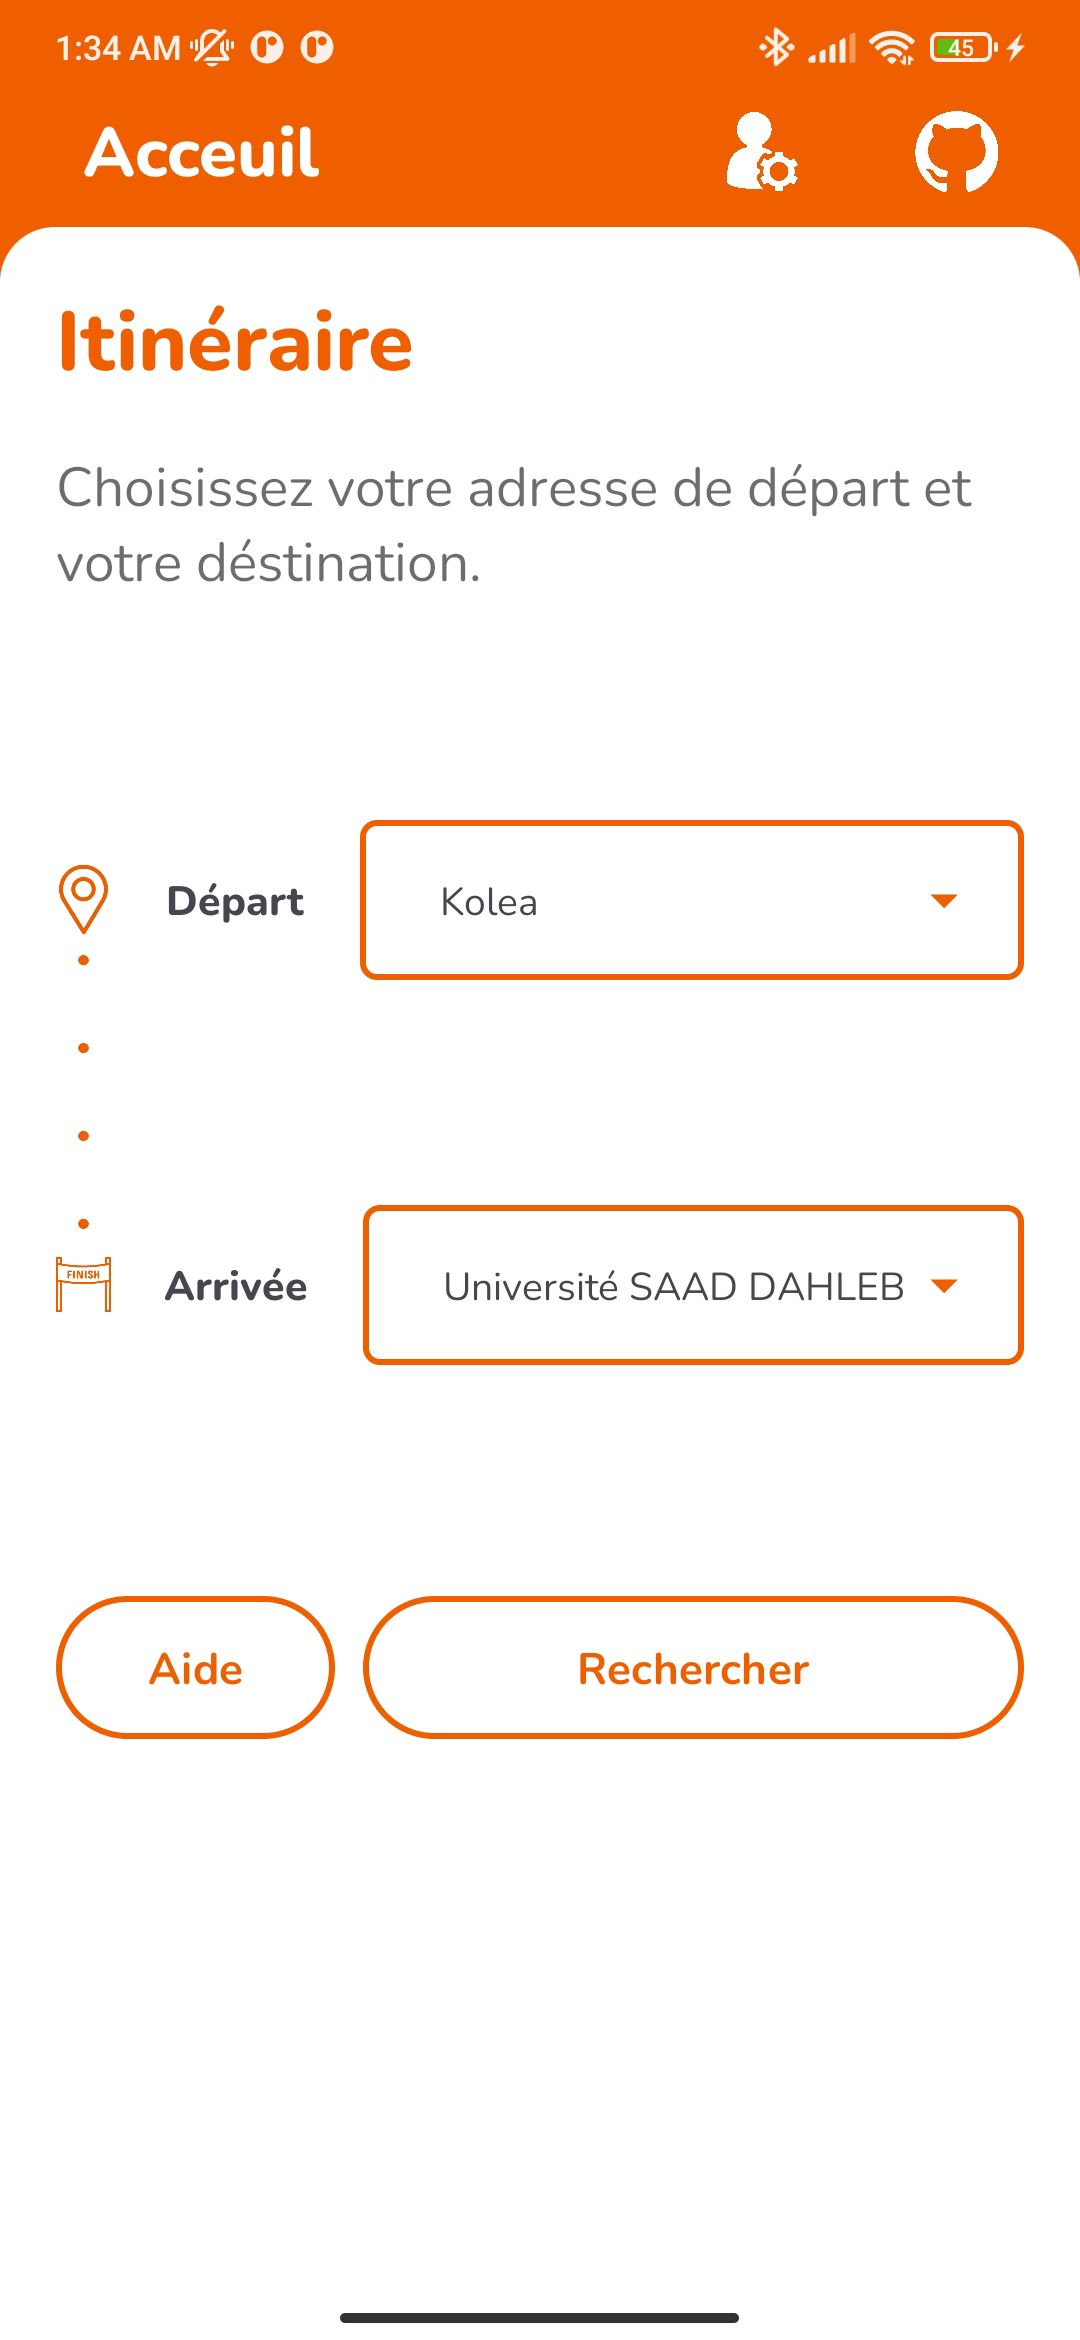 1:34 AM 45
Acceuil
Itinéraire
Choisissez votre adresse de départ et
votre déstination.
Départ Kolea
FINISH
Arrivée Université SAAD DAHLEB
Aide Rechercher